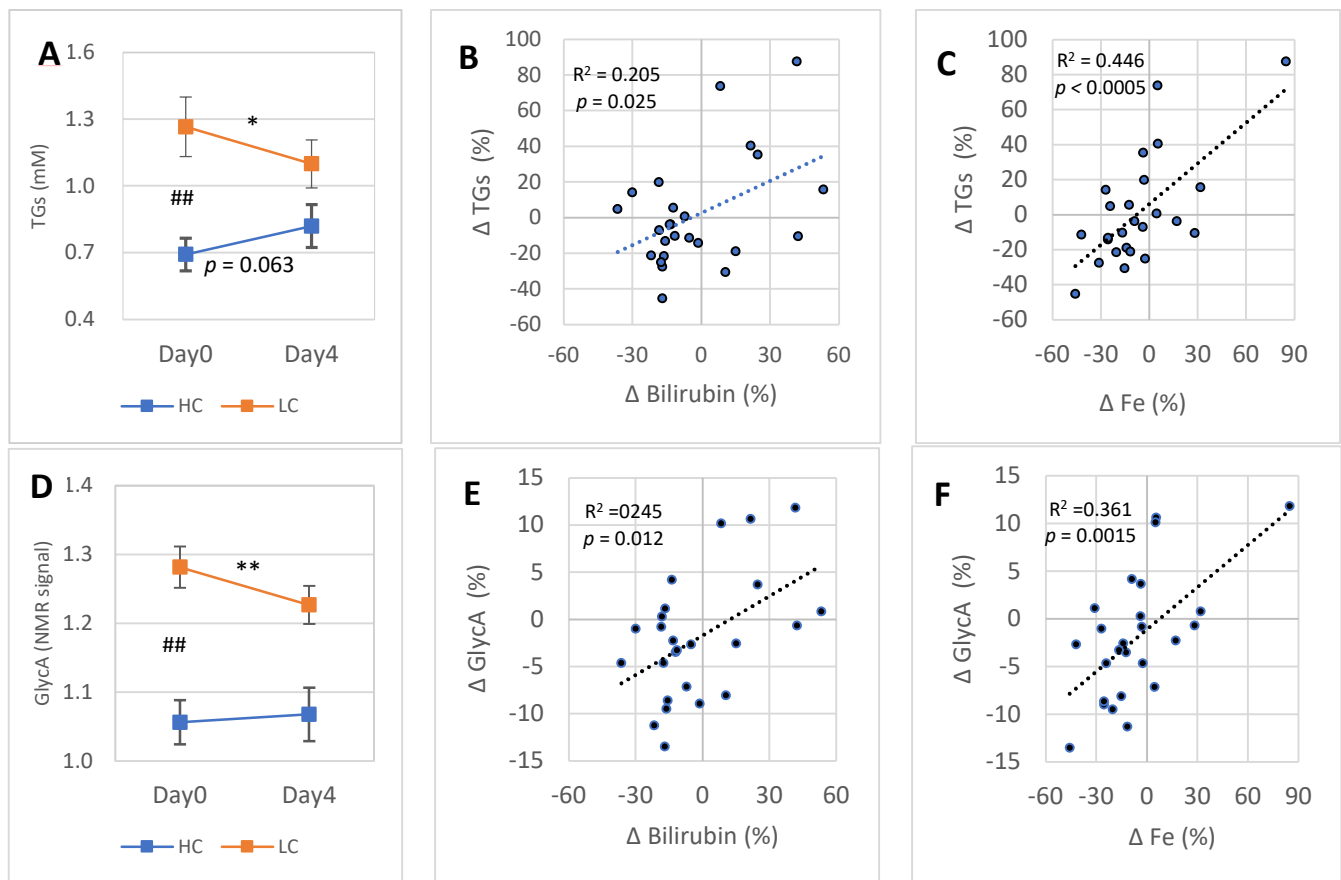 A
1.6
1.3
1.0
0.7
0.4
TGs (mM)
*
##
p = 0.063
Day0 Day4
HC LC
B
100
80
60
40
20
0
-20
-40
-60
Δ TGs (%)
R² = 0.205
p = 0.025
-60 -30 0 30 60
Δ Bilirubin (%)
C
100
80
60
40
20
0
-20
-40
-60
Δ TGs (%)
R² = 0.446
p < 0.0005
-60 -30 0 30 60 90
Δ Fe (%)
D
1.4
1.3
1.2
1.1
1.0
GlycA (NMR signal)
**
##
Day0 Day4
HC LC
E
15
10
5
0
-5
-10
-15
Δ GlycA (%)
R² =0245
p = 0.012
-60 -30 0 30 60
Δ Bilirubin (%)
F
15
10
5
0
-5
-10
-15
Δ GlycA (%)
R² =0.361
p = 0.0015
-60 -30 0 30 60 90
Δ Fe (%)